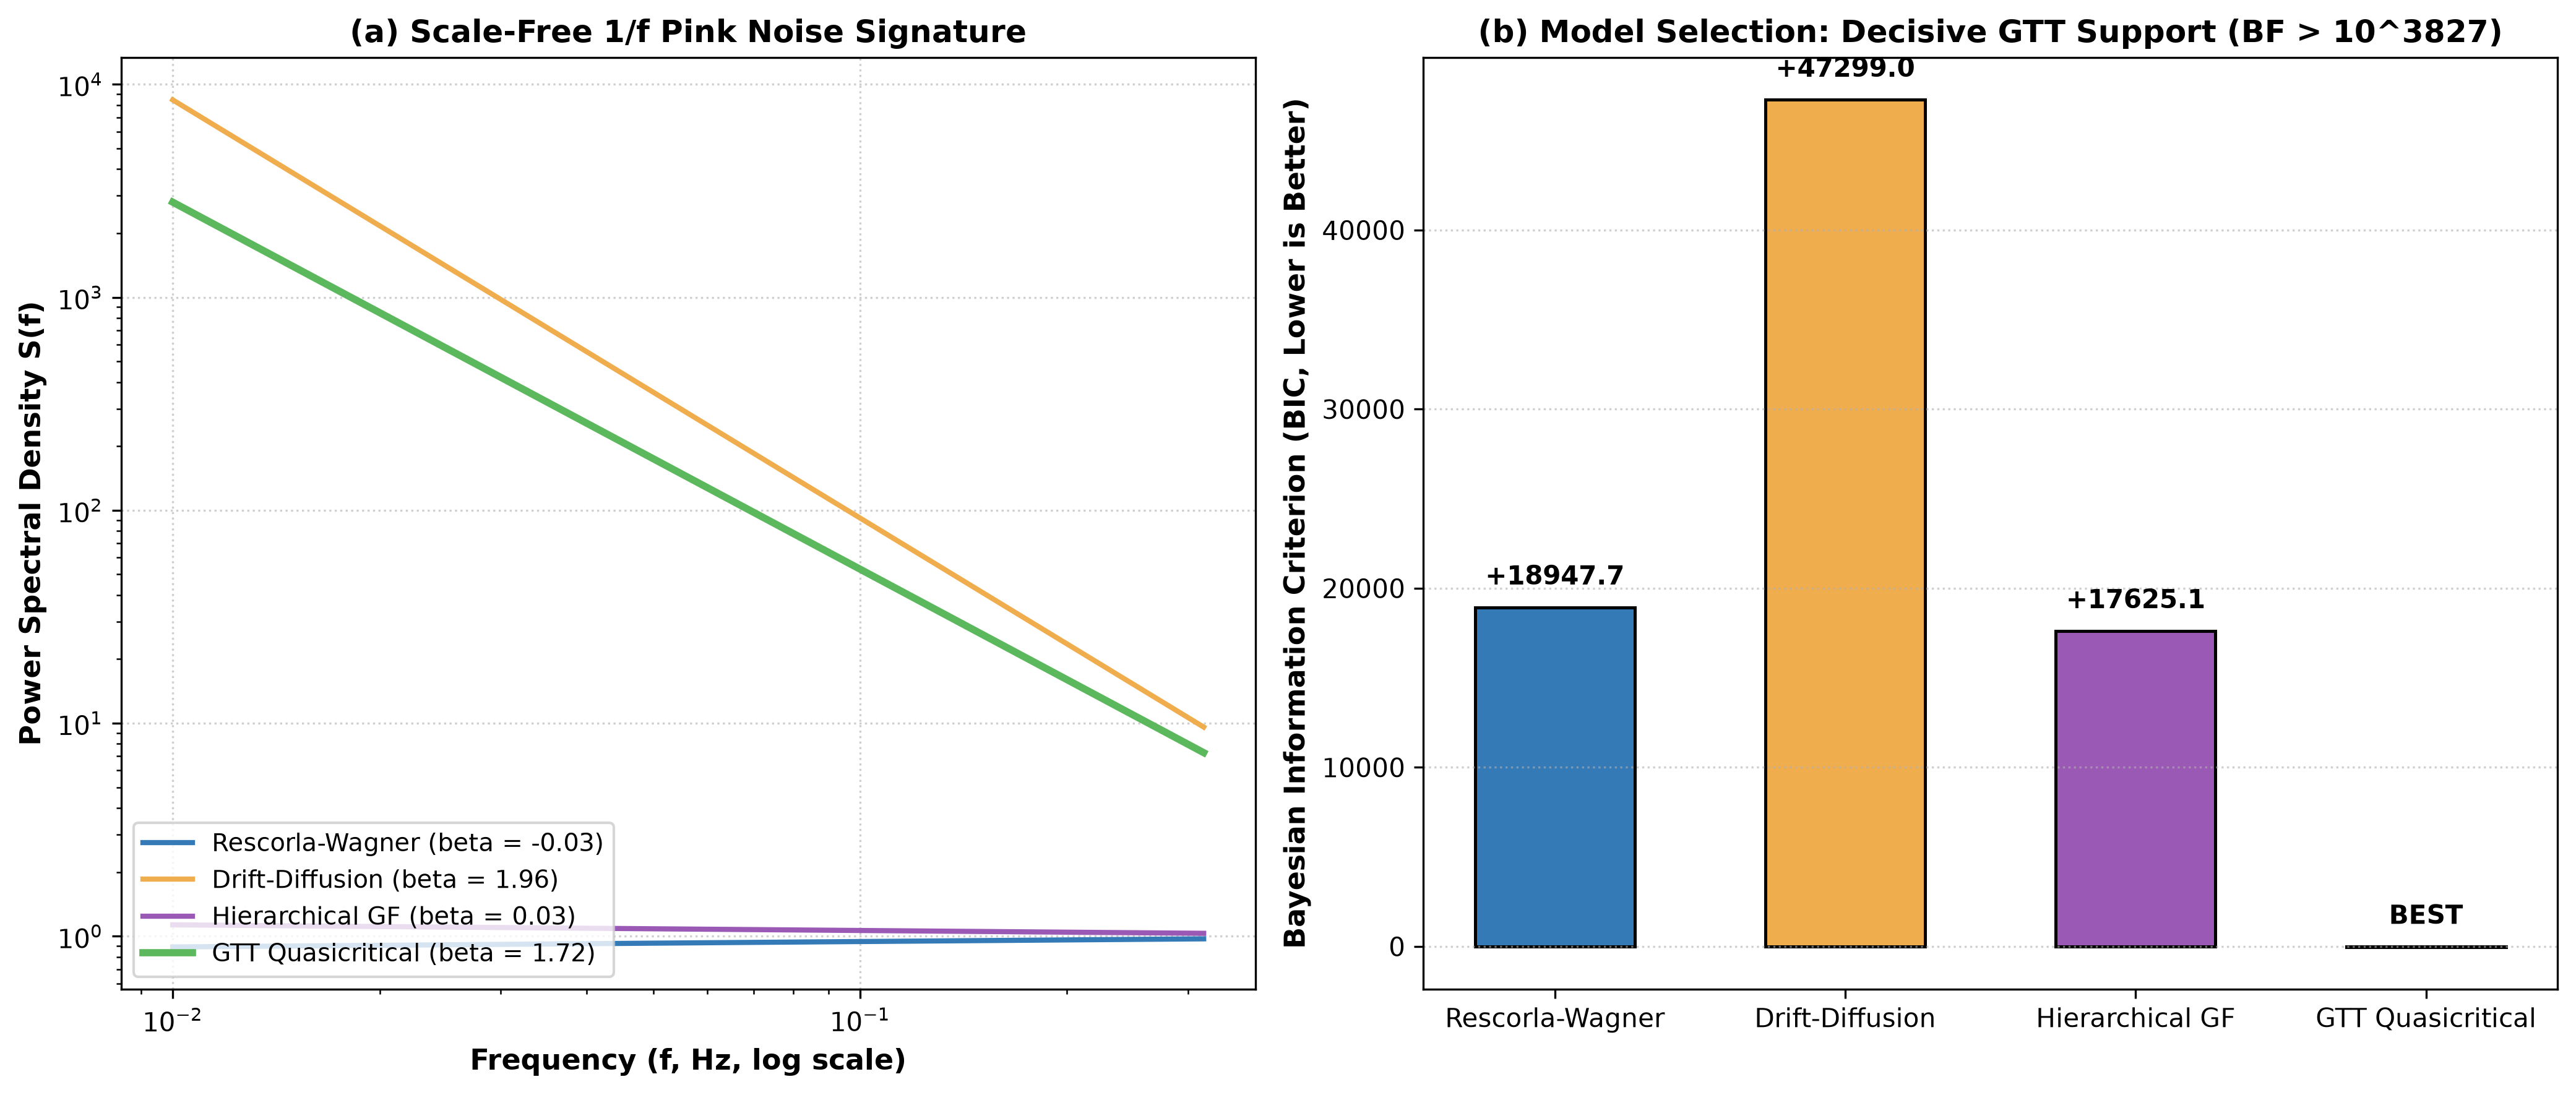 (a) Scale-Free 1/f Pink Noise Signature
Power Spectral Density S(f)
10^4
10^3
10^2
10^1
10^0
Rescorla-Wagner (beta = -0.03)
Drift-Diffusion (beta = 1.96)
Hierarchical GF (beta = 0.03)
GTT Quasicritical (beta = 1.72)
10^−2
10^−1
Frequency (f, Hz, log scale)
(b) Model Selection: Decisive GTT Support (BF > 10^3827)
Bayesian Information Criterion (BIC, Lower is Better)
40000
30000
20000
10000
0
+18947.7
+47299.0
+17625.1
BEST
Rescorla-Wagner
Drift-Diffusion
Hierarchical GF
GTT Quasicritical